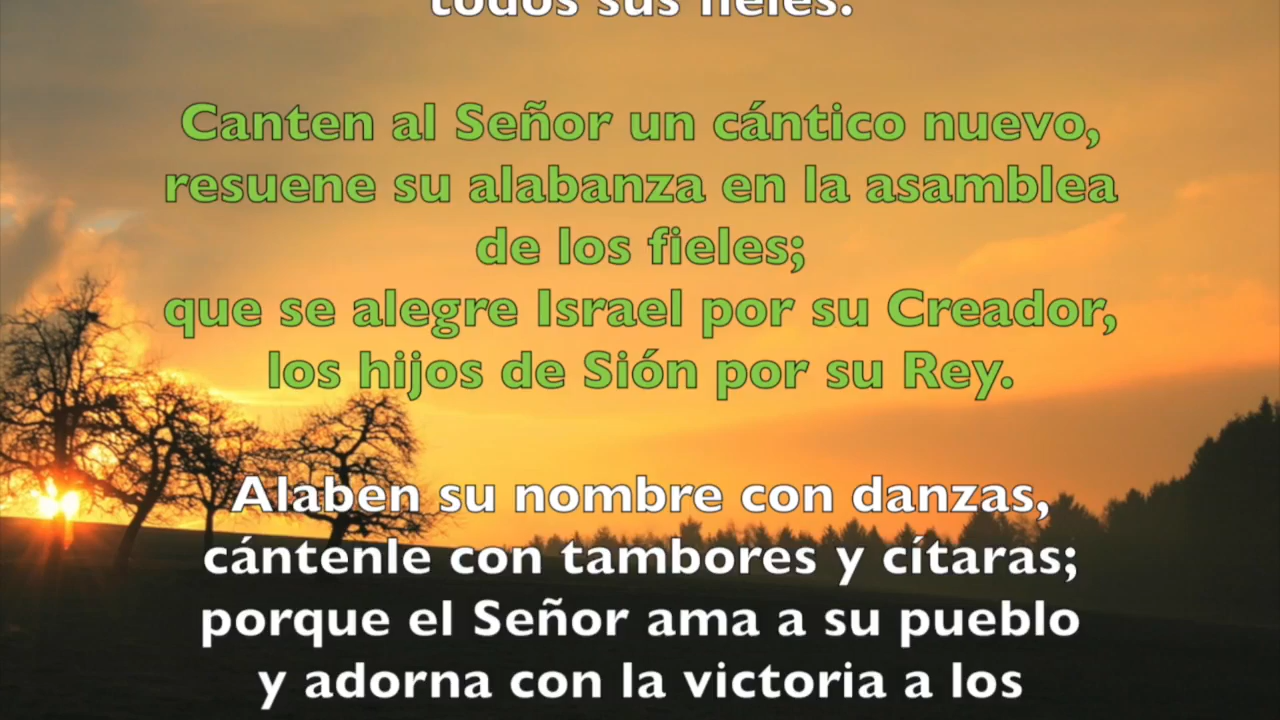 todos sus fieles.
Canten al Señor un cántico nuevo,
resuene su alabanza en la asamblea
de los fieles;
que se alegre Israel por su Creador,
los hijos de Sión por su Rey.
Alaben su nombre con danzas,
cántenle con tambores y cítaras;
porque el Señor ama a su pueblo
y adorna con la victoria a los